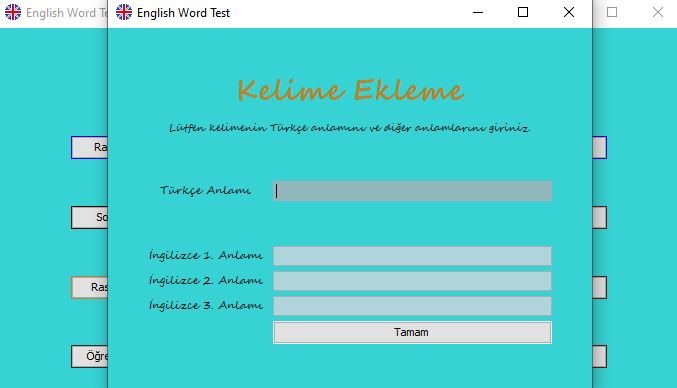 English Word Te
English Word Test
Kelime Ekleme
Lütfen kelimenin Türkçe anlamını ve diğer anlamlarını giriniz.
Ra
Türkçe Anlamı
So
İngilizce 1. Anlamı
İngilizce 2. Anlamı
Ras
İngilizce 3. Anlamı
Tamam
Öğre